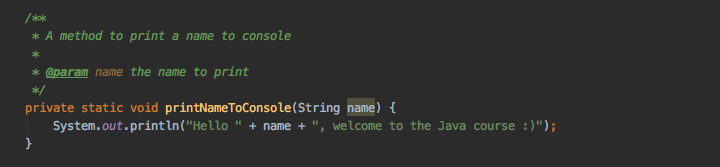 /**
 * A method to print a name to console
 *
 * @param name the name to print
 */
private static void printNameToConsole(String name) {
    System.out.println("Hello " + name + ", welcome to the Java course :)");
}